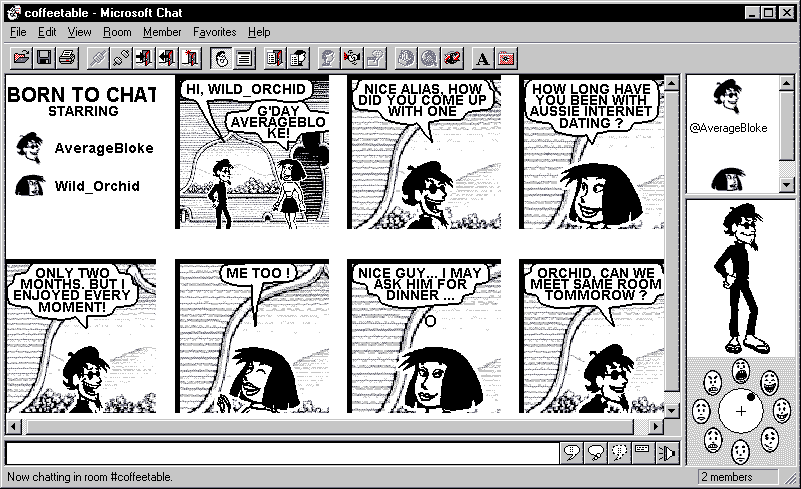 coffeetable - Microsoft Chat
File Edit View Room Member Favorites Help
BORN TO CHAT
STARRING
AverageBloke
Wild_Orchid
HI, WILD_ORCHID
G'DAY
AVERAGEBLO
KE!
NICE ALIAS, HOW
DID YOU COME UP
WITH ONE
HOW LONG HAVE
YOU BEEN WITH
AUSSIE INTERNET
DATING ?
@AverageBloke
ONLY TWO
MONTHS. BUT I
ENJOYED EVERY
MOMENT!
ME TOO !
NICE GUY... I MAY
ASK HIM FOR
DINNER ...
ORCHID, CAN WE
MEET SAME ROOM
TOMMOROW ?
A
Now chatting in room #coffeetable.
2 members